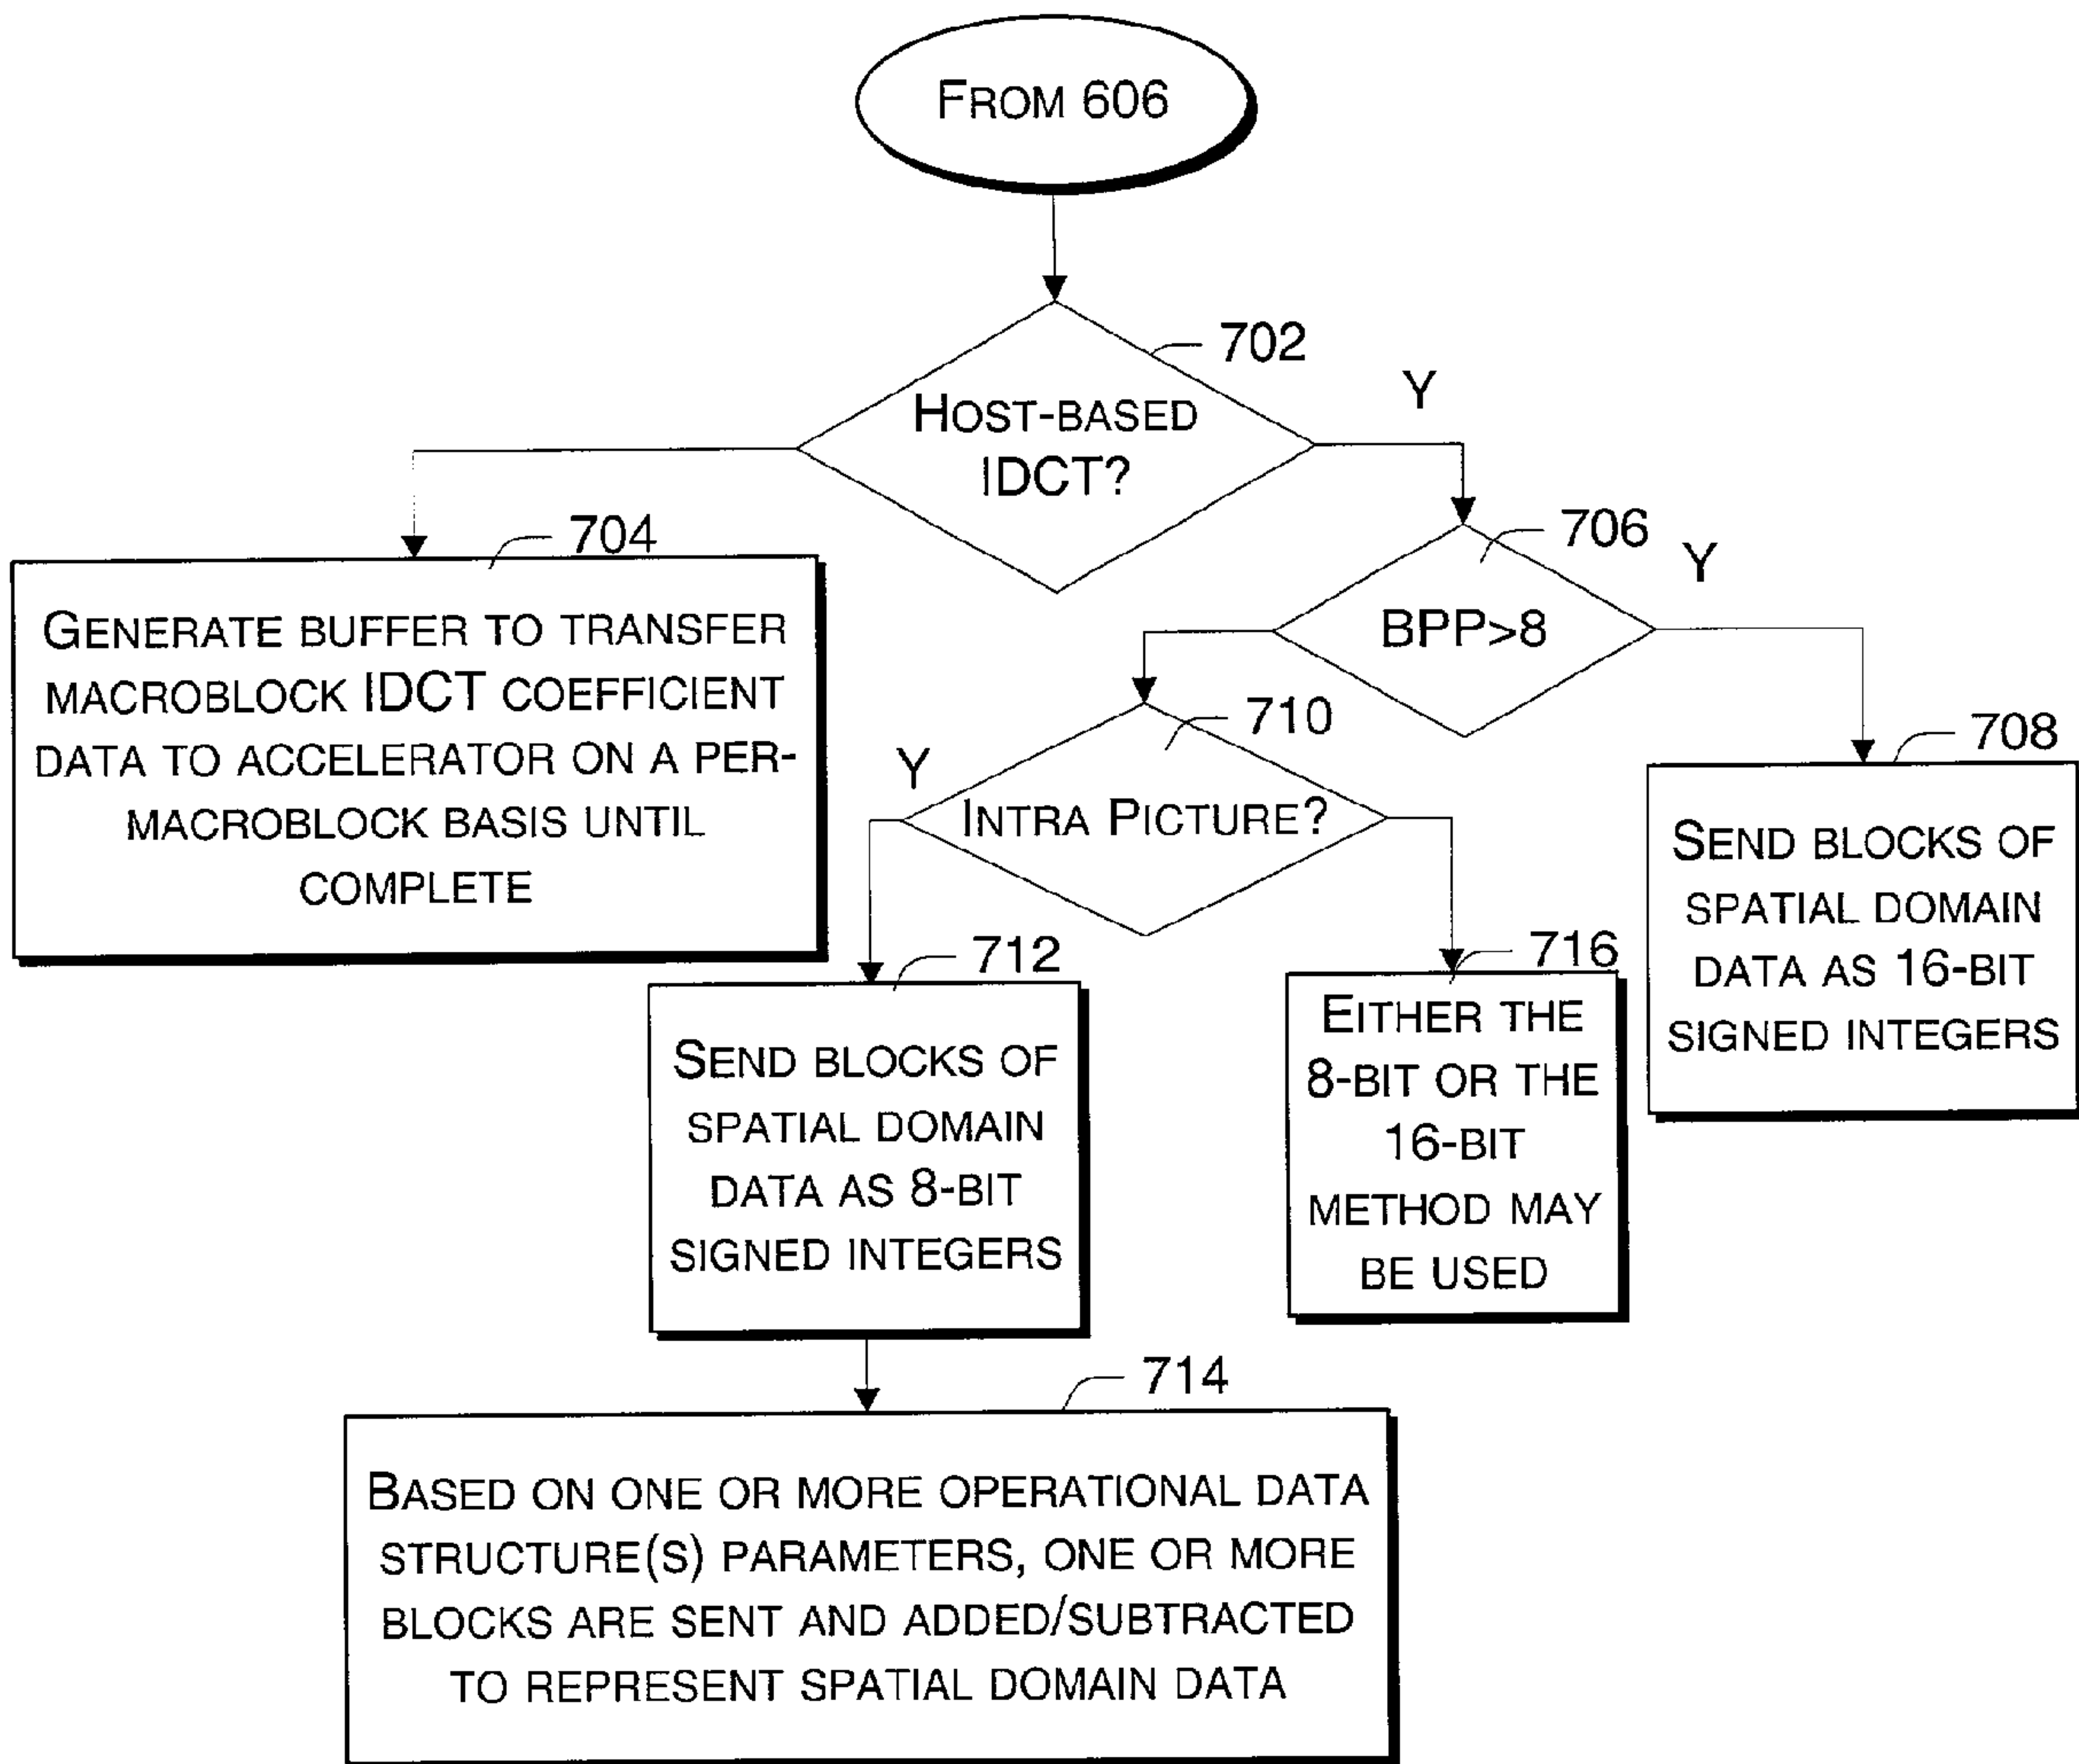 FROM 606
702
Y
HOST-BASED
IDCT?
704
706
Y
GENERATE BUFFER TO TRANSFER
MACROBLOCK IDCT COEFFICIENT
DATA TO ACCELERATOR ON A PER-
MACROBLOCK BASIS UNTIL
COMPLETE
BPP>8
710
708
Y
INTRA PICTURE?
SEND BLOCKS OF
SPATIAL DOMAIN
DATA AS 16-BIT
SIGNED INTEGERS
712
716
SEND BLOCKS OF
SPATIAL DOMAIN
DATA AS 8-BIT
SIGNED INTEGERS
EITHER THE
8-BIT OR THE
16-BIT
METHOD MAY
BE USED
714
BASED ON ONE OR MORE OPERATIONAL DATA
STRUCTURE(S) PARAMETERS, ONE OR MORE
BLOCKS ARE SENT AND ADDED/SUBTRACTED
TO REPRESENT SPATIAL DOMAIN DATA